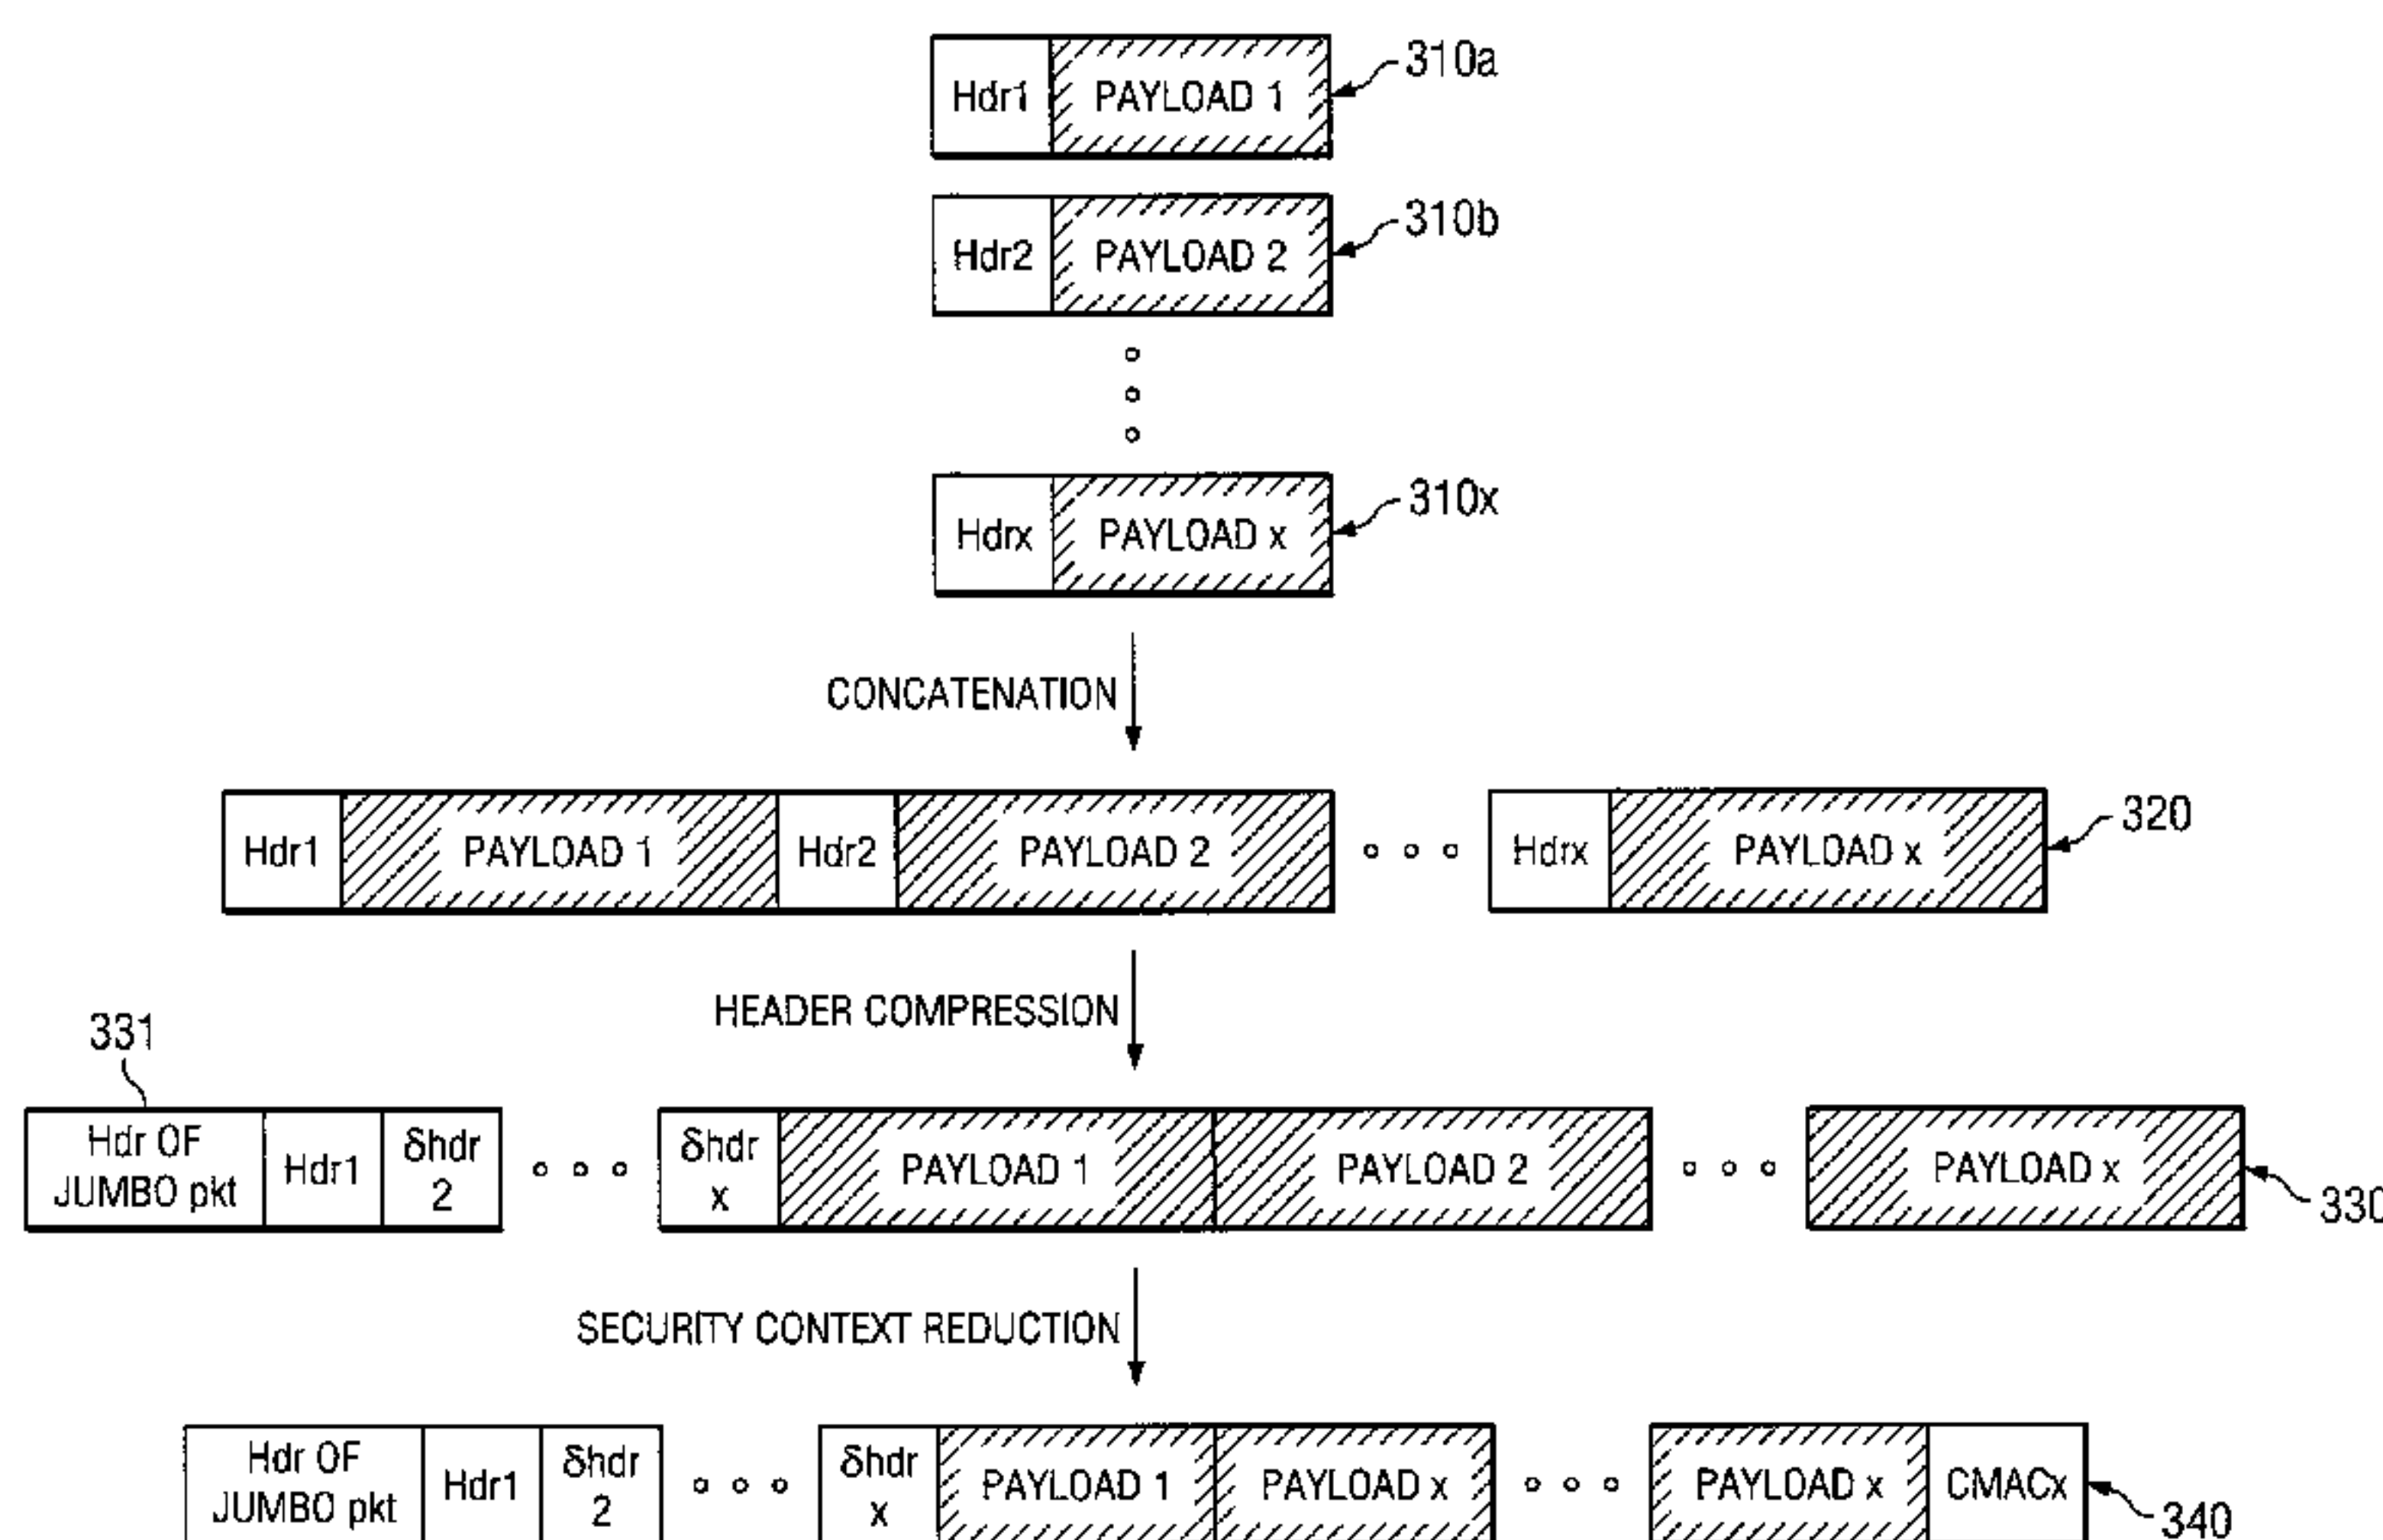 Hdr1 PAYLOAD 1 310a
Hdr2 PAYLOAD 2 310b
Hdrx PAYLOAD x 310x
CONCATENATION
Hdr1 PAYLOAD 1 Hdr2 PAYLOAD 2 Hdrx PAYLOAD x 320
HEADER COMPRESSION
331
Hdr OF
JUMBO pkt
Hdr1
δhdr
2
δhdr
x
PAYLOAD 1 PAYLOAD 2 PAYLOAD x 330
SECURITY CONTEXT REDUCTION
Hdr OF
JUMBO pkt
Hdr1
δhdr
2
δhdr
x
PAYLOAD 1 PAYLOAD x PAYLOAD x CMACx 340